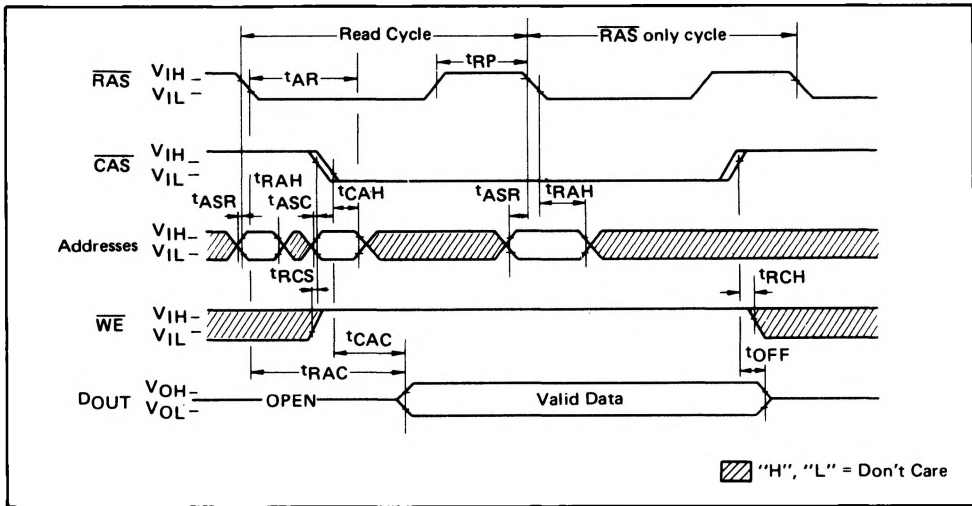 Read Cycle
RAS only cycle
tAR
tRP
RAS
VIH
VIL
CAS
VIH
VIL
tRAH
tCAH
tASR
tASC
tASR
tRAH
Addresses
VIH
VIL
tRCS
tRCH
WE
VIH
VIL
tCAC
tOFF
tRAC
DOUT
VOH
VOL
OPEN
Valid Data
"H", "L" = Don't Care